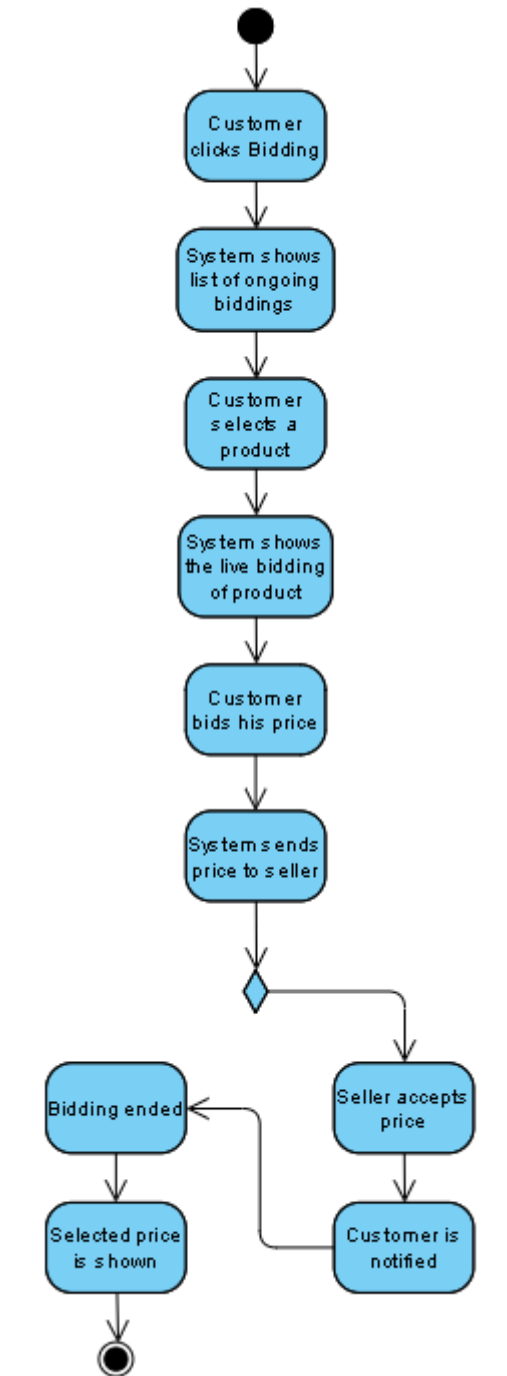 Customer
clicks Bidding
System shows
list of ongoing
biddings
Customer
selects a
product
System shows
the live bidding
of product
Customer
bids his price
System sends
price to seller
Seller accepts
price
Customer is
notified
Bidding ended
Selected price
is shown